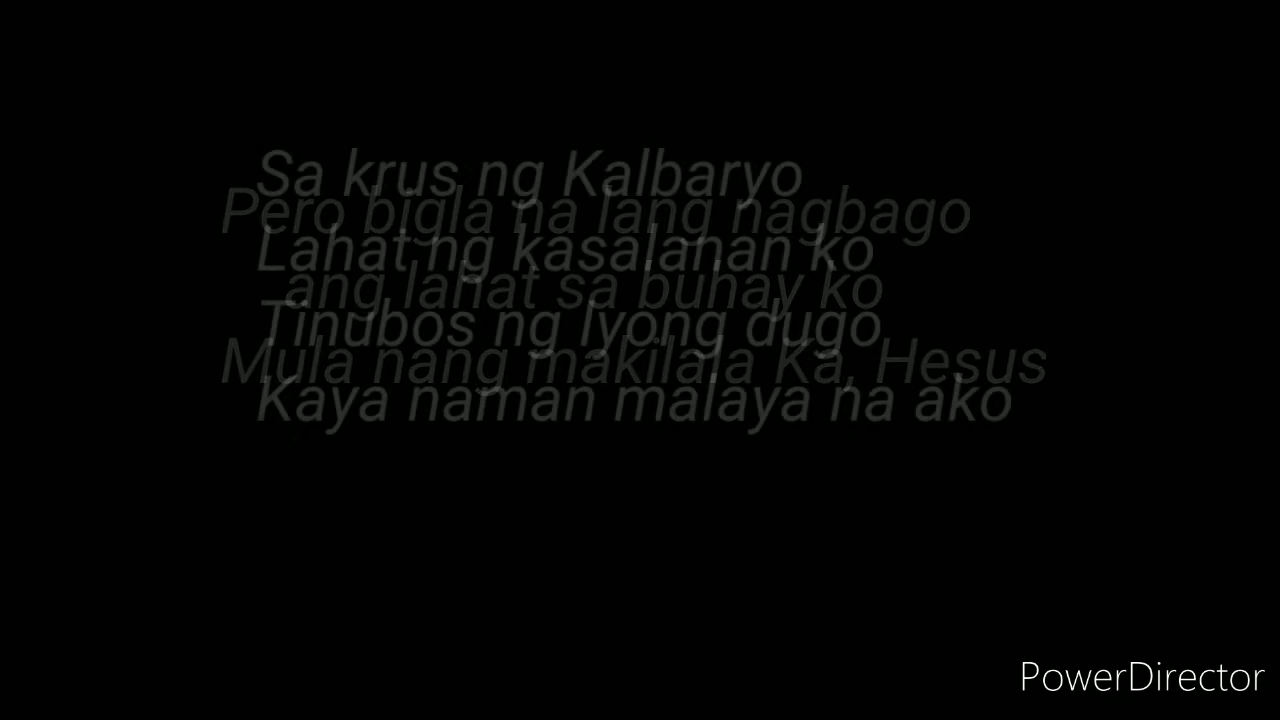 Sa krus ng Kalbaryo
Pero bigla na lang nagbago
Lahat ng kasalanan ko
ang lahat sa buhay ko
Tinubos ng Iyong dugo
Mula nang makilala Ka, Hesus
Kaya naman malaya na ako
PowerDirector